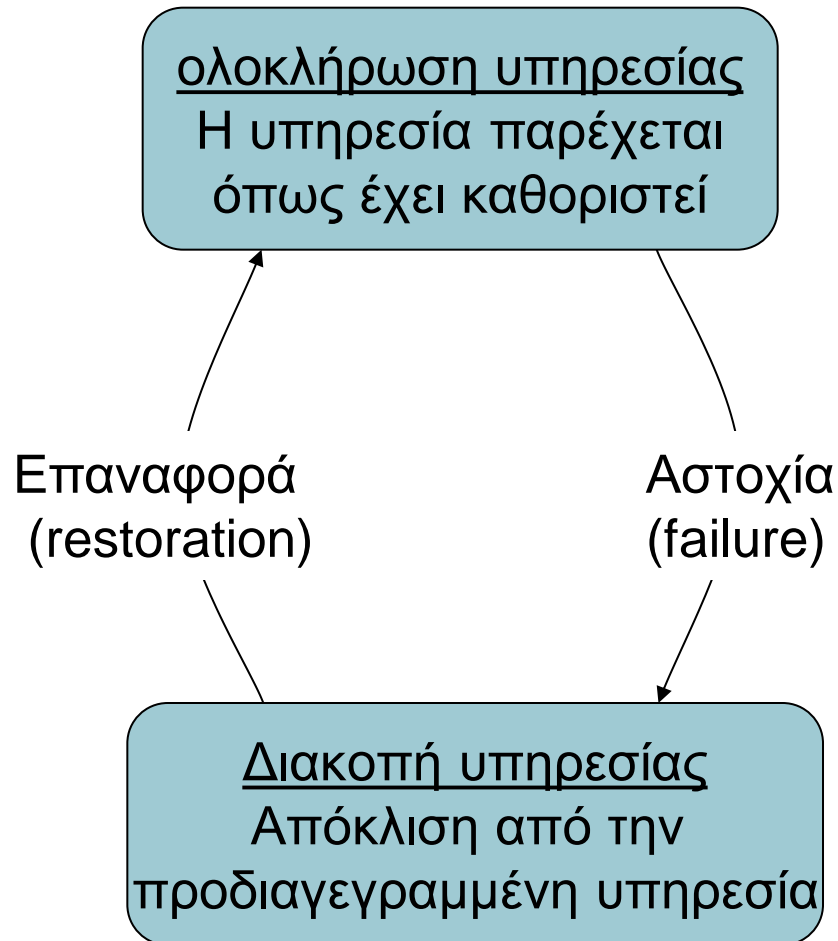 ολοκλήρωση υπηρεσίας
Η υπηρεσία παρέχεται
όπως έχει καθοριστεί
Επαναφορά
(restoration)
Αστοχία
(failure)
Διακοπή υπηρεσίας
Απόκλιση από την
προδιαγεγραμμένη υπηρεσία